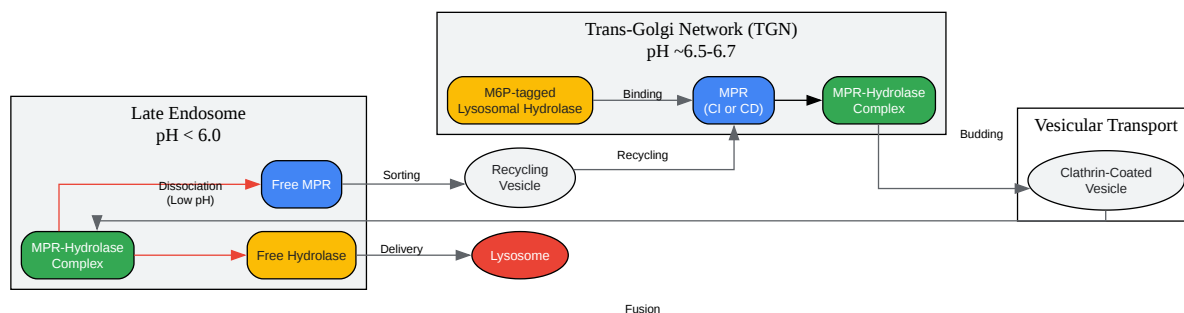 Trans-Golgi Network (TGN)
pH ~6.5-6.7
M6P-tagged
Lysosomal Hydrolase
Binding
MPR
(CI or CD)
MPR-Hydrolase
Complex
Budding
Vesicular Transport
Clathrin-Coated
Vesicle
Late Endosome
pH < 6.0
Dissociation
(Low pH)
Free MPR
Sorting
Recycling
Vesicle
Recycling
MPR-Hydrolase
Complex
Free Hydrolase
Delivery
Lysosome
Fusion